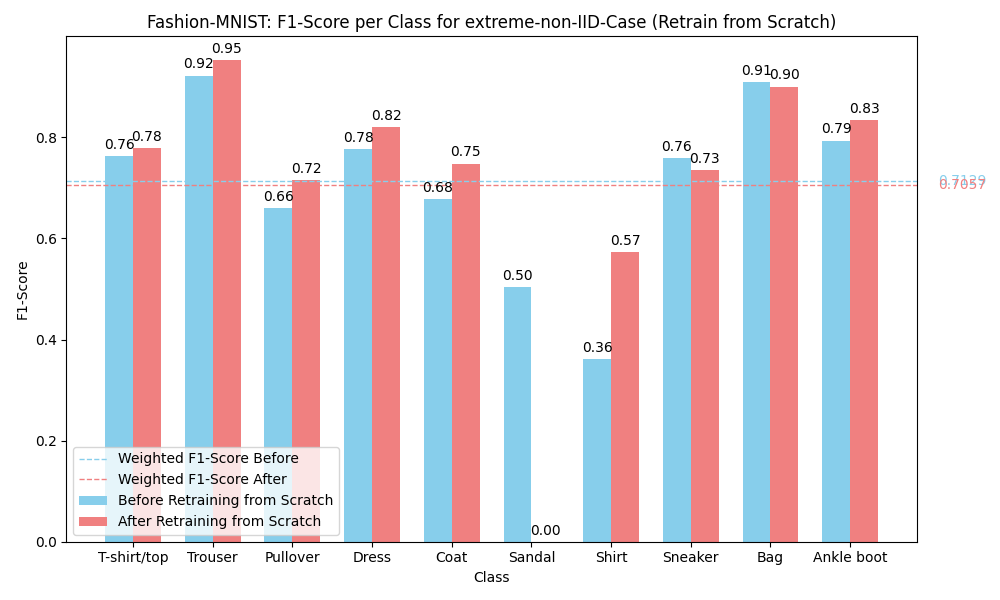 Fashion-MNIST: F1-Score per Class for extreme-non-IID-Case (Retrain from Scratch)
0.76 0.78 0.92 0.95 0.66 0.72 0.78 0.82 0.68 0.75 0.50 0.00 0.36 0.57 0.76 0.73 0.91 0.90 0.79 0.83
0.7129
0.7057
F1-Score
0.8
0.6
0.4
0.2
0.0
Weighted F1-Score Before
Weighted F1-Score After
Before Retraining from Scratch
After Retraining from Scratch
T-shirt/top Trouser Pullover Dress Coat Sandal Shirt Sneaker Bag Ankle boot
Class